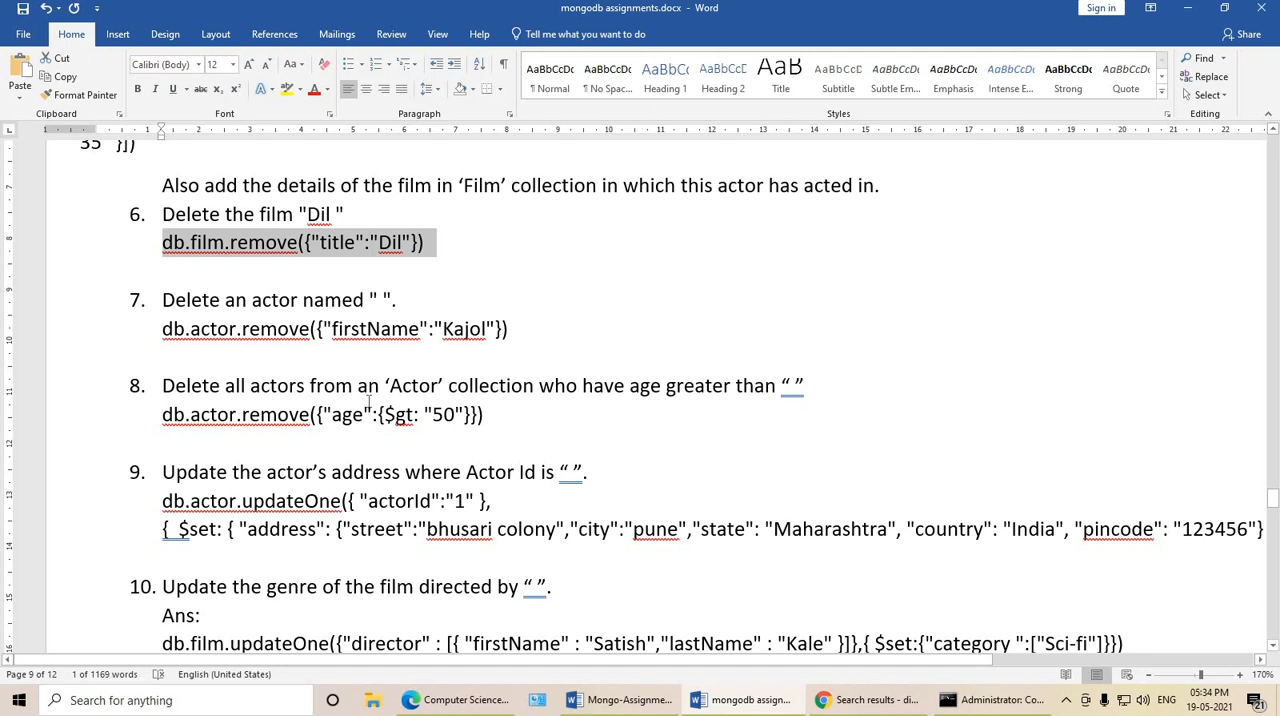 mongodb assignments.docx - Word
Sign in
File Home Insert Design Layout References Mailings Review View Help Tell me what you want to do Share
Paste Cut Copy Format Painter Clipboard
Calibri (Body) 12 Font
Paragraph
AaBbCcDc AaBbCcDc AaBbCc AaBbCcD AaB AaBbCcD AaBbCcDc AaBbCcDc AaBbCcDc AaBbCcDc AaBbCcDc
¶ Normal ¶ No Spac... Heading 1 Heading 2 Title Subtitle Subtle Em... Emphasis Intense E... Strong Quote
Styles
Find Replace Select Editing
35 }])
Also add the details of the film in ‘Film’ collection in which this actor has acted in.
6. Delete the film "Dil "
db.film.remove({"title":"Dil"})
7. Delete an actor named " ".
db.actor.remove({"firstName":"Kajol"})
8. Delete all actors from an ‘Actor’ collection who have age greater than “ ”
db.actor.remove({"age":{$gt: "50"}})
9. Update the actor’s address where Actor Id is “ ”.
db.actor.updateOne({ "actorId":"1" },
{ $set: { "address": {"street":"bhusari colony","city":"pune","state": "Maharashtra", "country": "India", "pincode": "123456"}
10. Update the genre of the film directed by “ ”.
Ans:
db.film.updateOne({"director" : [{ "firstName" : "Satish","lastName" : "Kale" }]},{ $set:{"category ":["Sci-fi"]}})
Page 9 of 12 1 of 1169 words English (United States) 170%
Search for anything
Computer Science...
Mongo-Assignme...
mongodb assign...
Search results - di...
Administrator: Co...
ENG
05:34 PM
19-05-2021
21